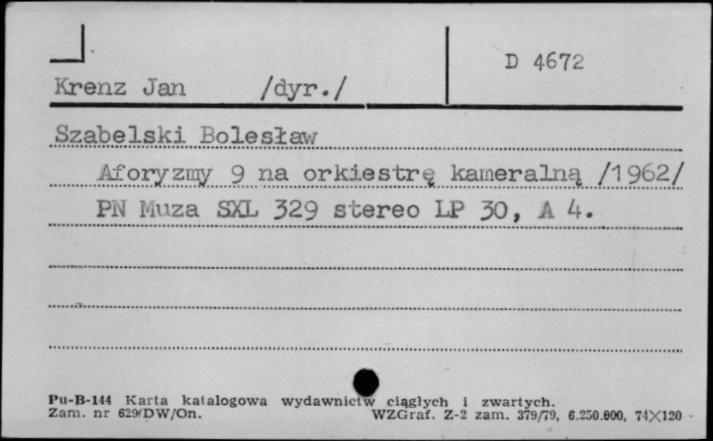 D 4672
Krenz Jan /dyr./
Szabelski Bolesław
Aforyzmy 9 na orkiestrę kameralną /1962/
PN Muza SXL 329 stereo LP 30, A 4.
Pu-B-144 Karta katalogowa wydawnictw ciągłych i zwartych.
Zam. nr 629/DW/On. WZGraf. Z-2 zam. 379/79, 6.250.000, 74X120